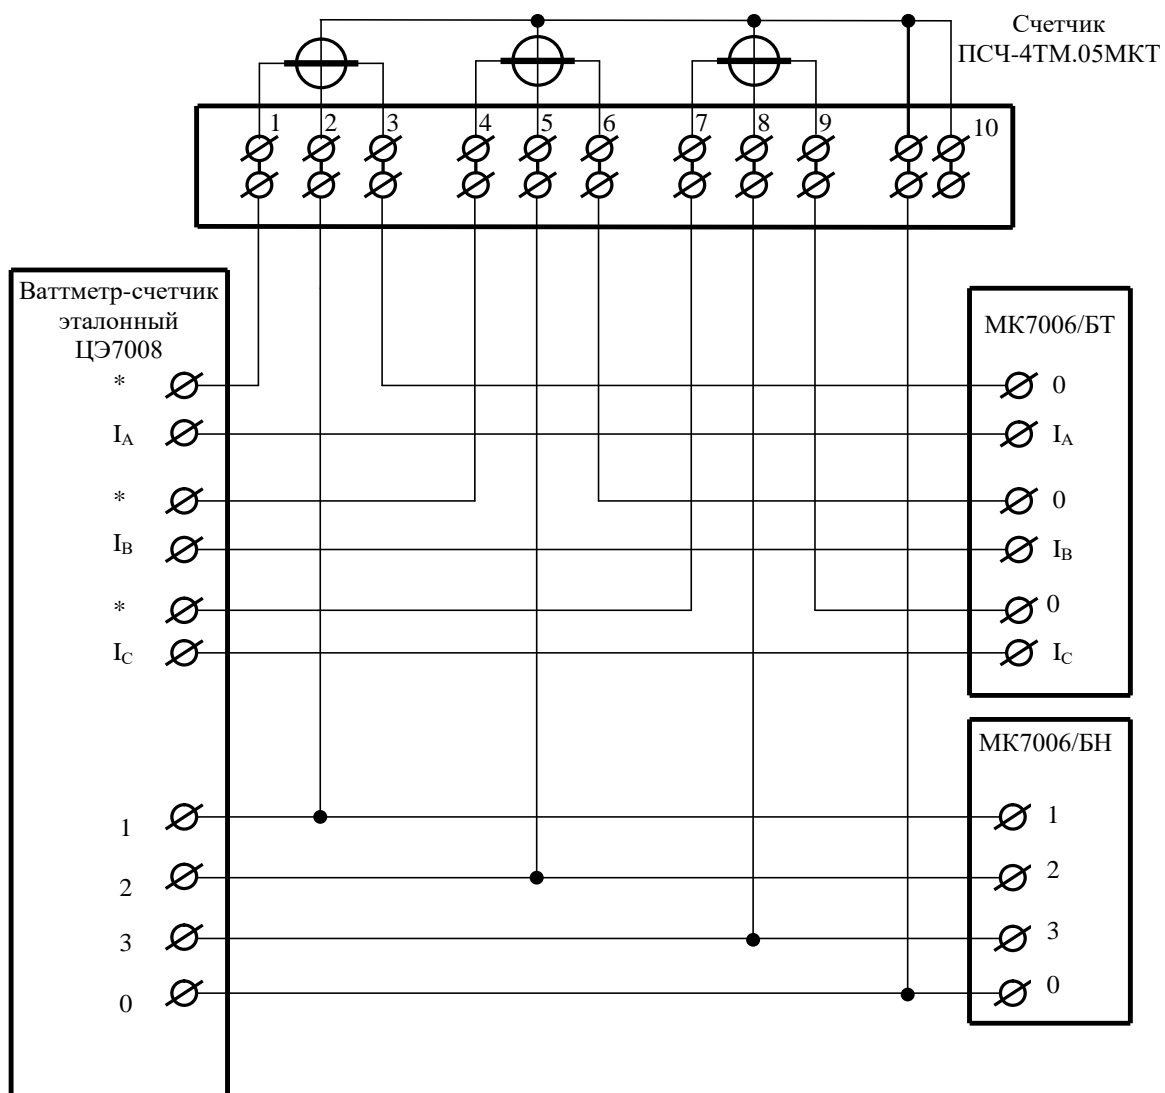 Счетчик
ПСЧ-4ТМ.05МКТ
1 2 3 4 5 6 7 8 9 10
Ваттметр-счетчик
эталонный
ЦЭ7008
МК7006/БТ
* 0
IA IA
* 0
IB IB
* 0
IC IC
МК7006/БН
1 1
2 2
3 3
0 0